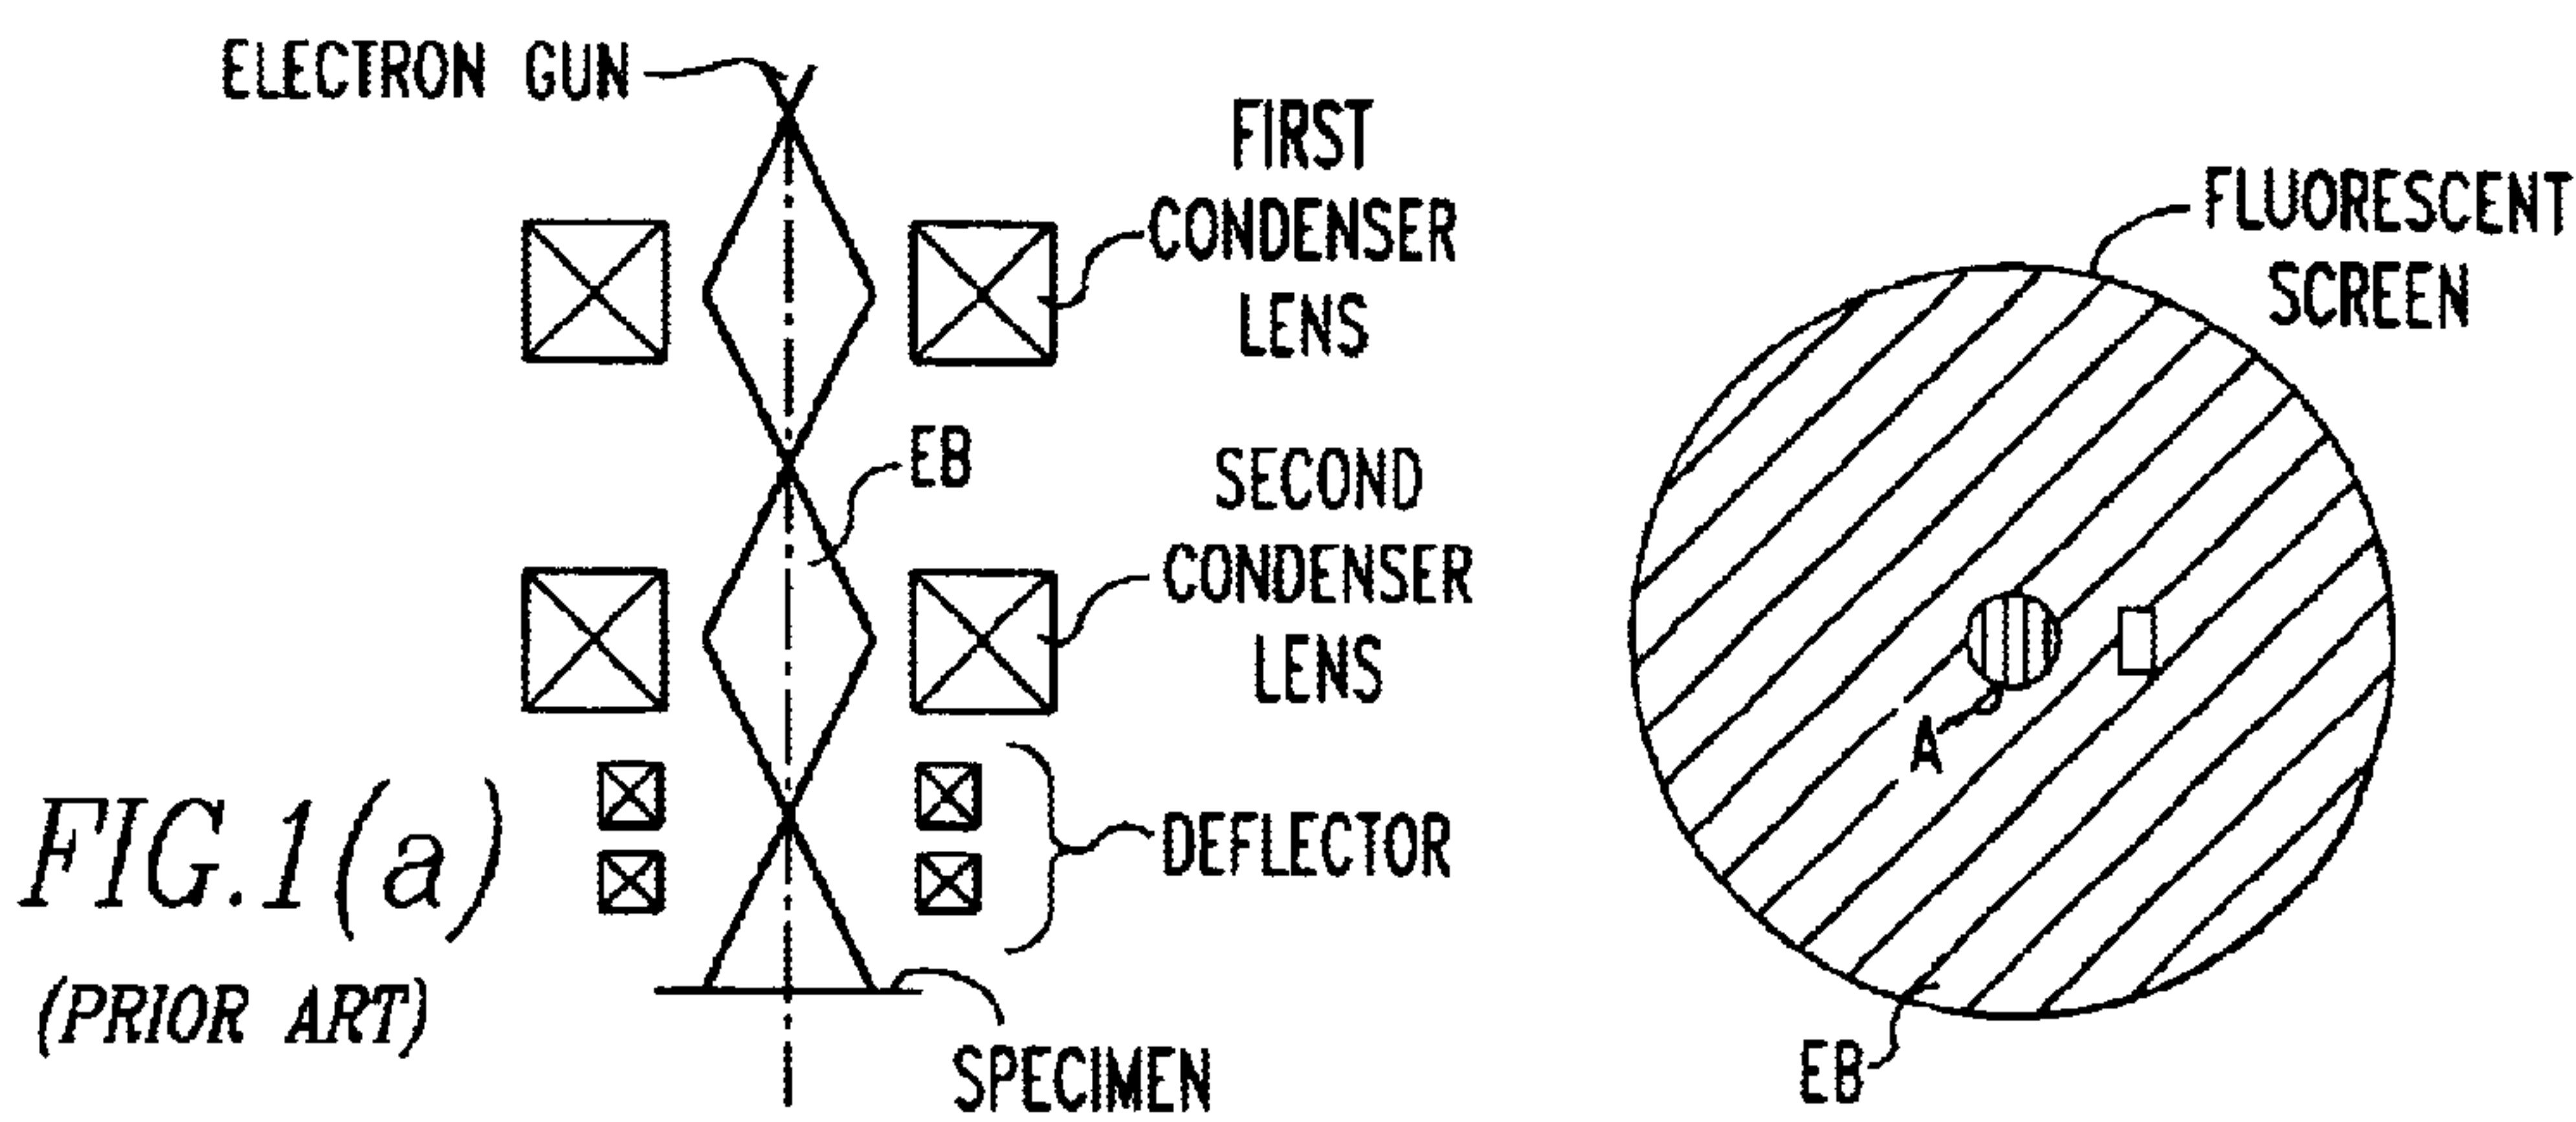 ELECTRON GUN
FIRST
CONDENSER
LENS
EB
SECOND
CONDENSER
LENS
DEFLECTOR
SPECIMEN
FIG.1(a)
(PRIOR ART)
FLUORESCENT
SCREEN
A
EB